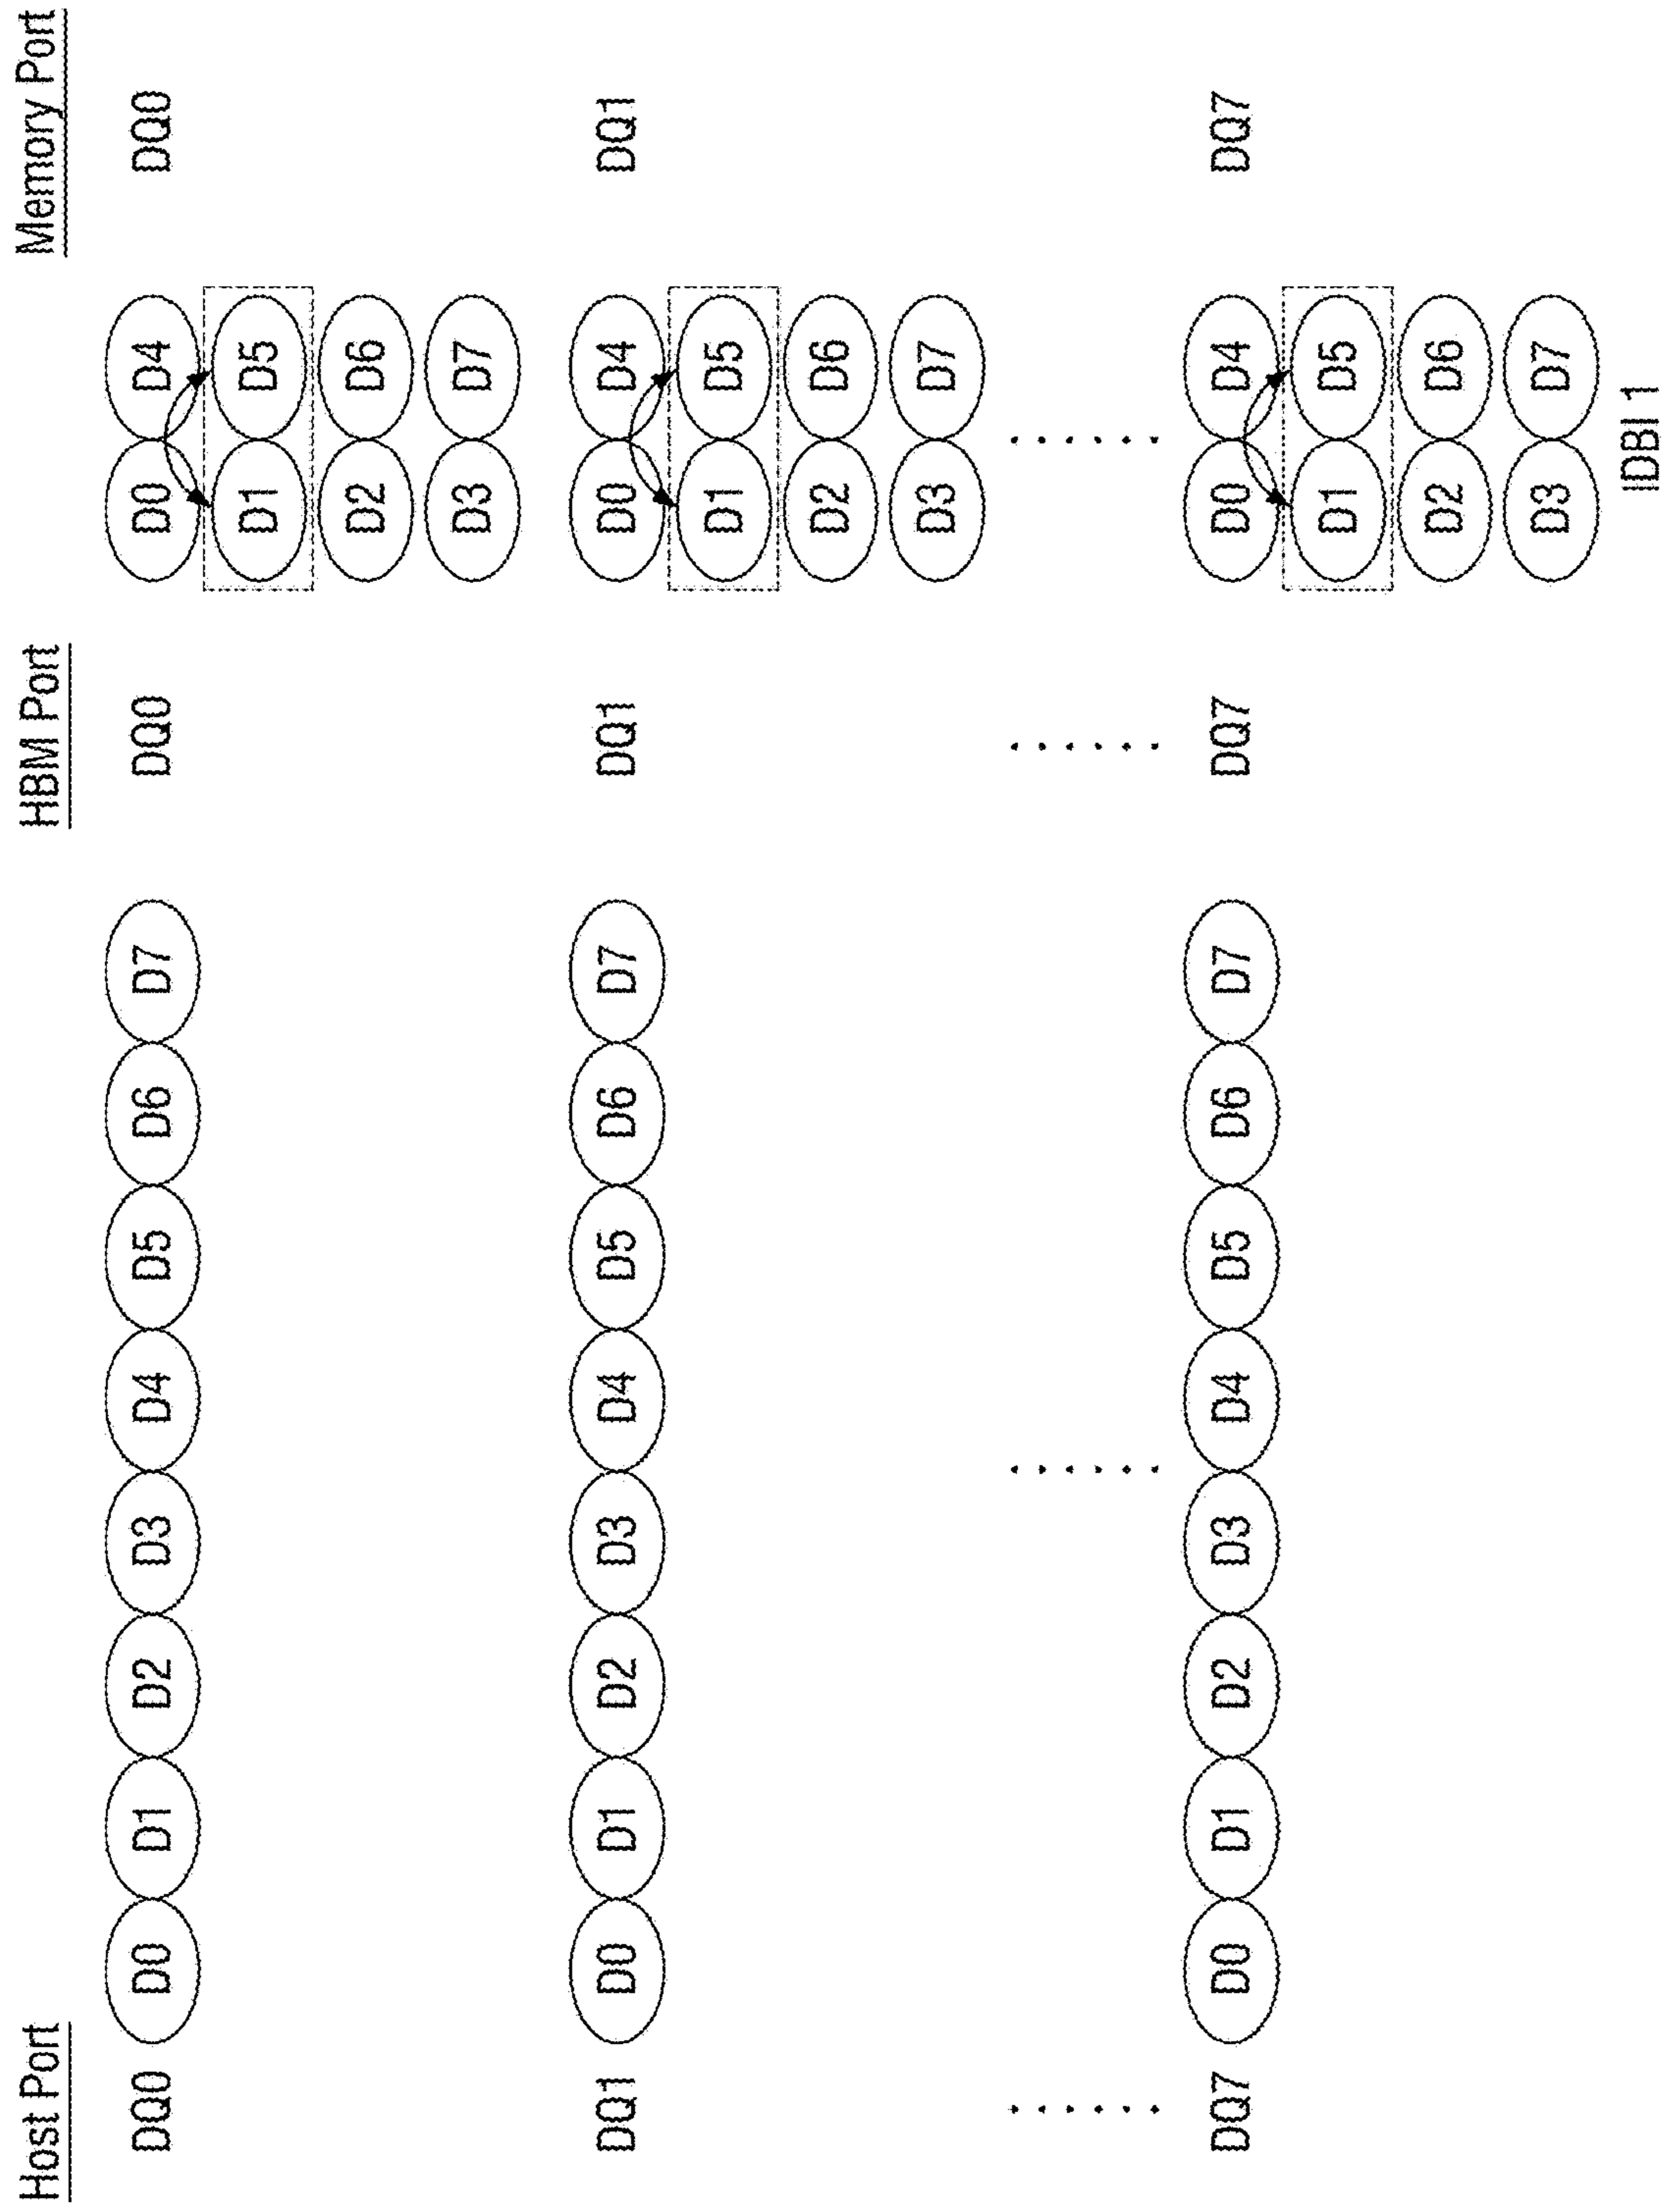 Host Port HBM Port Memory Port
DQ0 D0 D1 D2 D3 D4 D5 D6 D7 DQ0 D0 D4 DQ0
D1 D5
D2 D6
D3 D7
DQ1 D0 D1 D2 D3 D4 D5 D6 D7 DQ1 D0 D4 DQ1
D1 D5
D2 D6
D3 D7
DQ7 D0 D1 D2 D3 D4 D5 D6 D7 DQ7 D0 D4 DQ7
D1 D5
D2 D6
D3 D7
IDBI 1